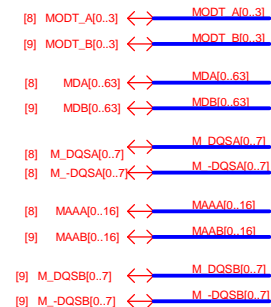 [8] MODT_A[0..3] MODT_A[0..3]
[9] MODT_B[0..3] MODT_B[0..3]
[8] MDA[0..63] MDA[0..63]
[9] MDB[0..63] MDB[0..63]
[8] M_DQSA[0..7] M_DQSA[0..7]
[8] M_-DQSA[0..7] M_-DQSA[0..7]
[8] MAAA[0..16] MAAA[0..16]
[9] MAAB[0..16] MAAB[0..16]
[9] M_DQSB[0..7] M_DQSB[0..7]
[9] M_-DQSB[0..7] M_-DQSB[0..7]